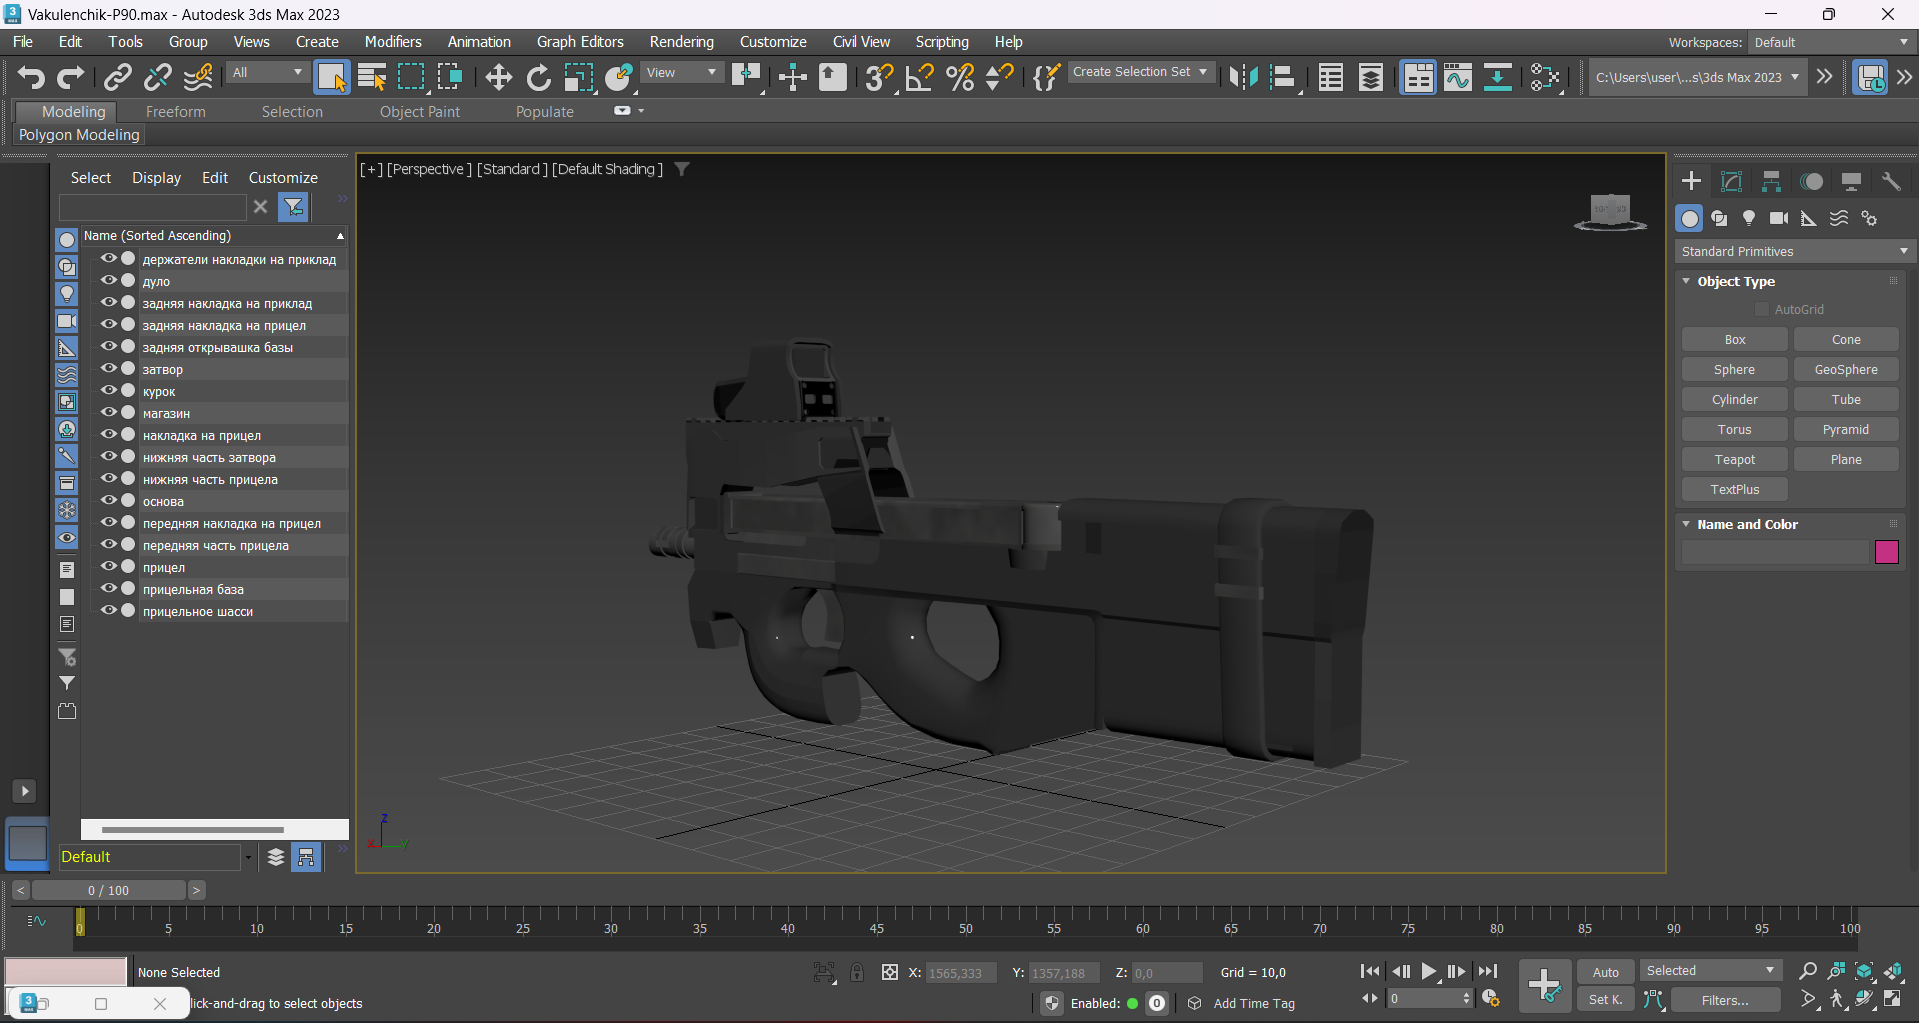 Vakulenchik-P90.max - Autodesk 3ds Max 2023
File Edit Tools Group Views Create Modifiers Animation Graph Editors Rendering Customize Civil View Scripting Help
Workspaces: Default
All
View
Create Selection Set
C:\Users\user\...s\3ds Max 2023
Modeling Freeform Selection Object Paint Populate
Polygon Modeling
Select Display Edit Customize
Name (Sorted Ascending)
держатели накладки на приклад
дуло
задняя накладка на приклад
задняя накладка на прицел
задняя открывашка базы
затвор
курок
магазин
накладка на прицел
нижняя часть затвора
нижняя часть прицела
основа
передняя накладка на прицел
передняя часть прицела
прицел
прицельная база
прицельное шасси
Default
[+] [Perspective ] [Standard ] [Default Shading ]
z
x
y
Standard Primitives
Object Type
AutoGrid
Box Cone
Sphere GeoSphere
Cylinder Tube
Torus Pyramid
Teapot Plane
TextPlus
Name and Color
< 0 / 100 >
0 5 10 15 20 25 30 35 40 45 50 55 60 65 70 75 80 85 90 95 100
None Selected
X: 1565,333 Y: 1357,188 Z: 0,0 Grid = 10,0
Auto Selected
lick-and-drag to select objects
Enabled: 0 Add Time Tag
0
Set K. Filters...